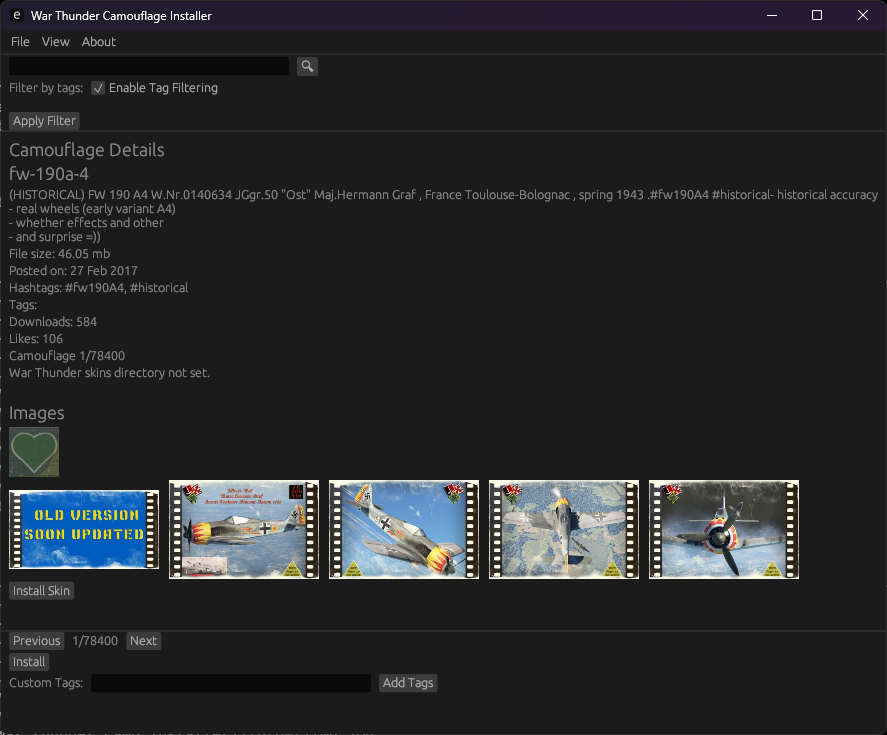 e War Thunder Camouflage Installer
File View About
Filter by tags: Enable Tag Filtering
Apply Filter
Camouflage Details
fw-190a-4
(HISTORICAL) FW 190 A4 W.Nr.0140634 JGgr.50 "Ost" Maj.Hermann Graf , France Toulouse-Bolognac , spring 1943 .#fw190A4 #historical- historical accuracy
- real wheels (early variant A4)
- whether effects and other
- and surprise =))
File size: 46.05 mb
Posted on: 27 Feb 2017
Hashtags: #fw190A4, #historical
Tags:
Downloads: 584
Likes: 106
Camouflage 1/78400
War Thunder skins directory not set.
Images
OLD VERSION
SOON UPDATED
Install Skin
Previous 1/78400 Next
Install
Custom Tags: Add Tags